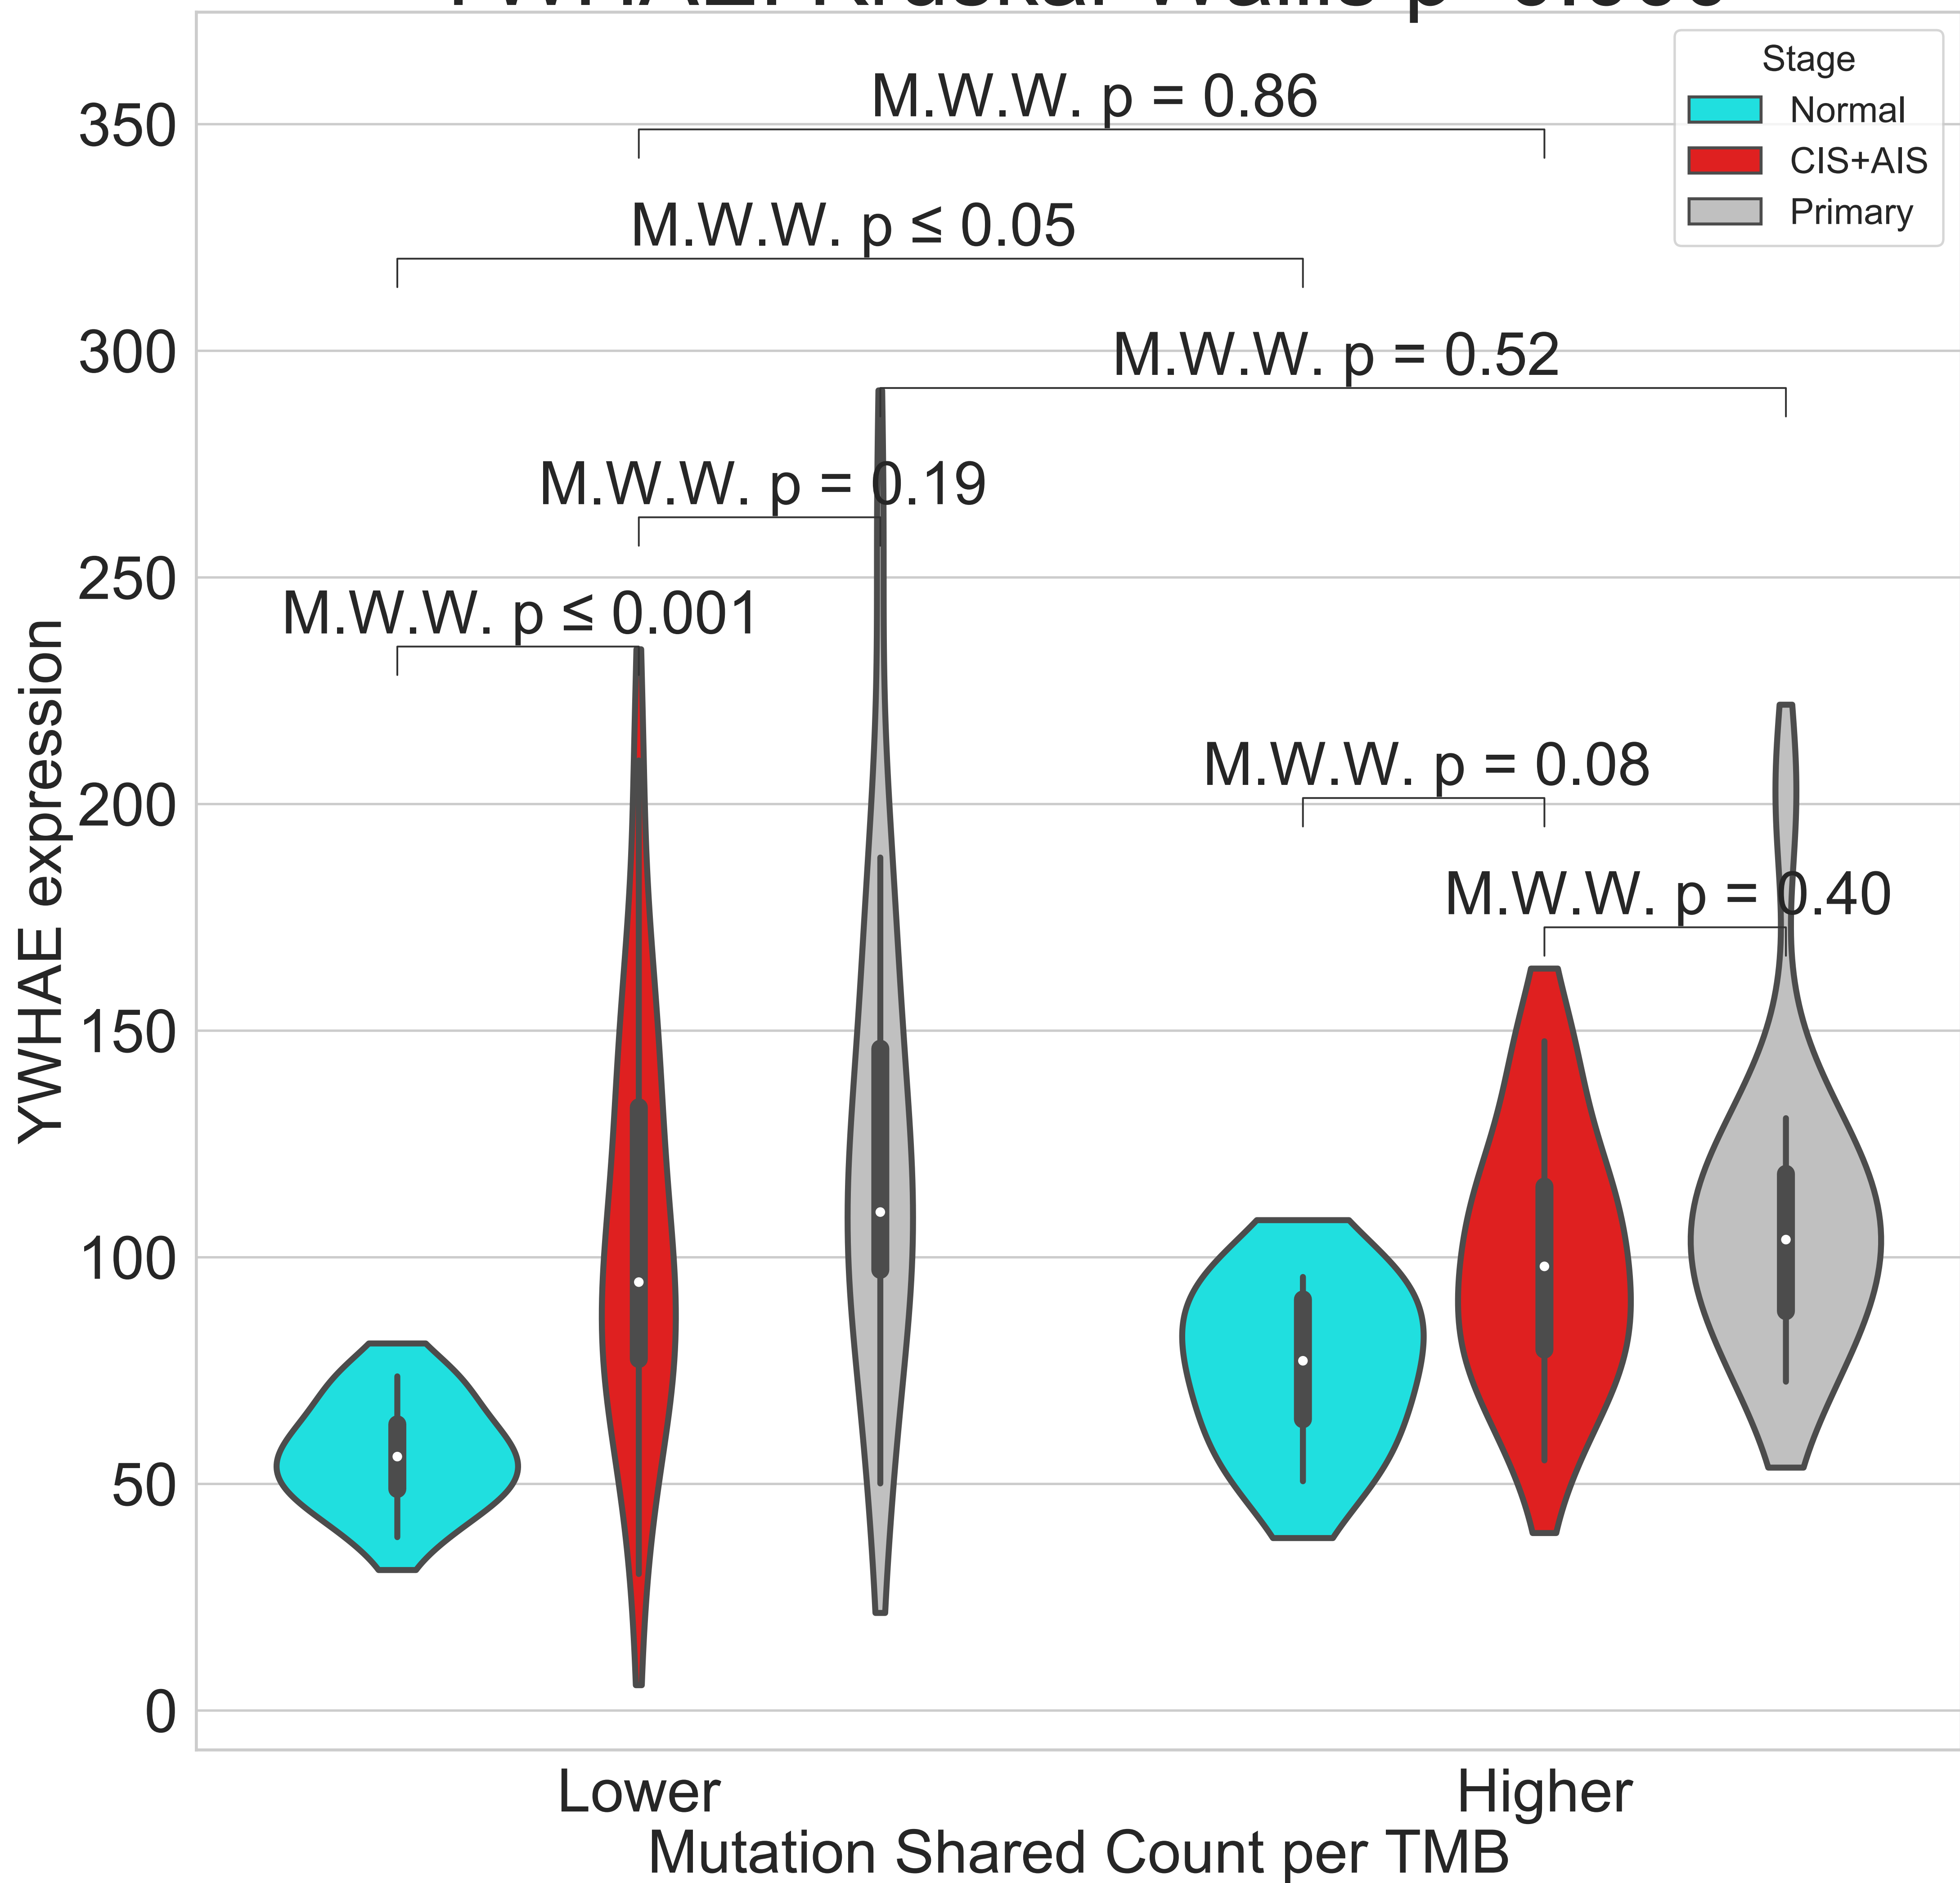 Stage
Normal
CIS+AIS
Primary
M.W.W. p = 0.86
M.W.W. p ≤ 0.05
M.W.W. p = 0.52
M.W.W. p = 0.19
M.W.W. p ≤ 0.001
M.W.W. p = 0.08
M.W.W. p = 0.40
350
300
250
200
150
100
50
0
YWHAE expression
Lower
Higher
Mutation Shared Count per TMB